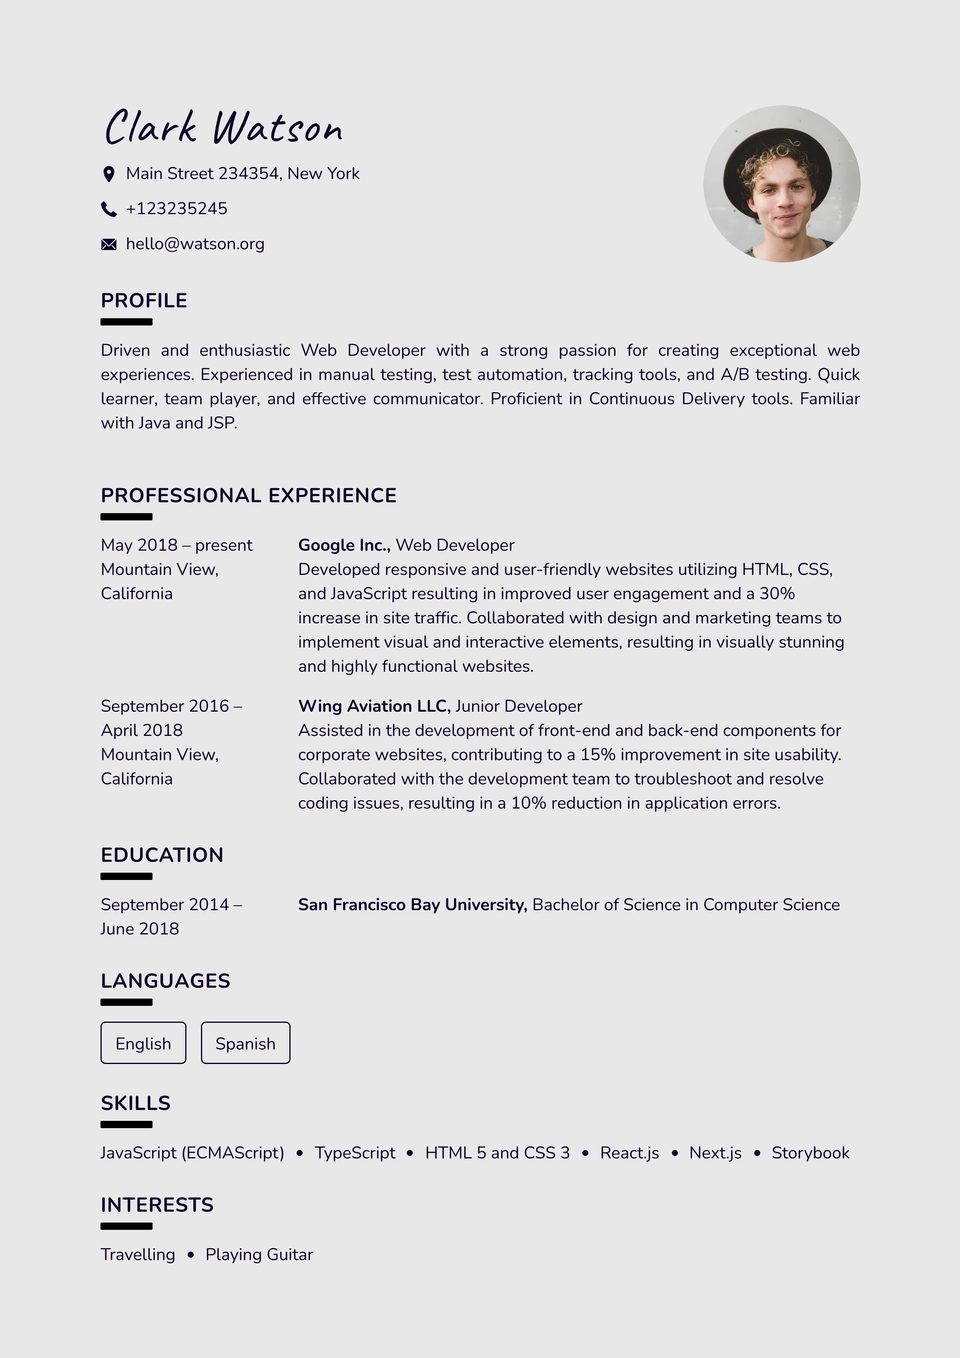 Clark Watson
Main Street 234354, New York
+123235245
hello@watson.org
PROFILE
Driven and enthusiastic Web Developer with a strong passion for creating exceptional web
experiences. Experienced in manual testing, test automation, tracking tools, and A/B testing. Quick
learner, team player, and effective communicator. Proficient in Continuous Delivery tools. Familiar
with Java and JSP.
PROFESSIONAL EXPERIENCE
May 2018 – present
Mountain View,
California
Google Inc., Web Developer
Developed responsive and user-friendly websites utilizing HTML, CSS,
and JavaScript resulting in improved user engagement and a 30%
increase in site traffic. Collaborated with design and marketing teams to
implement visual and interactive elements, resulting in visually stunning
and highly functional websites.
September 2016 –
April 2018
Mountain View,
California
Wing Aviation LLC, Junior Developer
Assisted in the development of front-end and back-end components for
corporate websites, contributing to a 15% improvement in site usability.
Collaborated with the development team to troubleshoot and resolve
coding issues, resulting in a 10% reduction in application errors.
EDUCATION
September 2014 –
June 2018
San Francisco Bay University, Bachelor of Science in Computer Science
LANGUAGES
English
Spanish
SKILLS
JavaScript (ECMAScript) • TypeScript • HTML 5 and CSS 3 • React.js • Next.js • Storybook
INTERESTS
Travelling • Playing Guitar